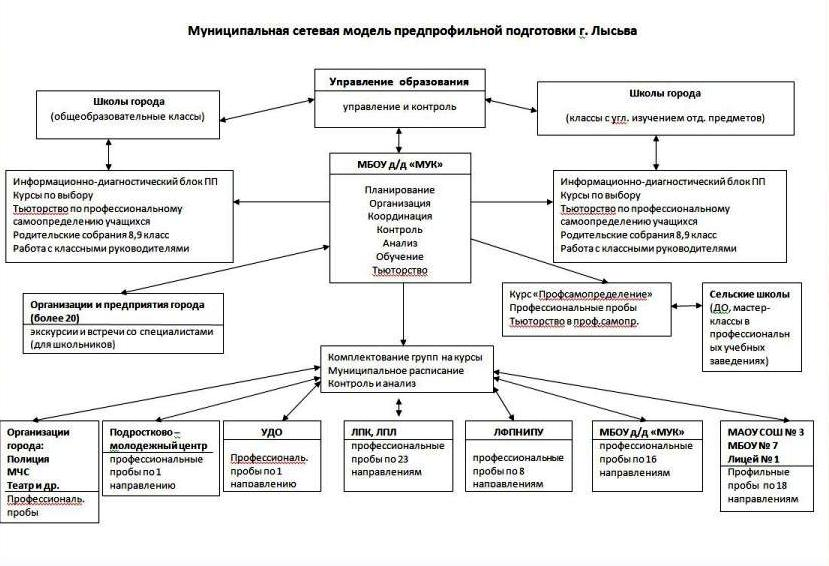 Муниципальная сетевая модель предпрофильной подготовки г. Лысьва
Управление образования
управление и контроль
Школы города
(общеобразовательные классы)
Школы города
(классы с угл. изучением отд. предметов)
МБОУ д/д «МУК»
Планирование
Организация
Координация
Контроль
Анализ
Обучение
Тьюторство
Информационно-диагностический блок ПП
Курсы по выбору
Тьюторство по профессиональному
самоопределению учащихся
Родительские собрания 8,9 класс
Работа с классными руководителями
Информационно-диагностический блок ПП
Курсы по выбору
Тьюторство по профессиональному
самоопределению учащихся
Родительские собрания 8,9 класс
Работа с классными руководителями
Организации и предприятия города
(более 20)
экскурсии и встречи со специалистами
(для школьников)
Курс «Профсамопределение»
Профессиональные пробы
Тьюторство в проф.самопр.
Сельские школы
(ДО, мастер-
классы в
профессиональн
ых учебных
заведениях)
Комплектование групп на курсы
Муниципальное расписание
Контроль и анализ
Организации
города:
Полиция
МЧС
Театр и др.
Профессиональ.
пробы
Подростково –
молодежный центр
профессиональные
пробы по 1
направлению
УДО
Профессиональ.
пробы по 1
направлению
ЛПК, ЛПЛ
профессиональные
пробы по 23
направлениям
ЛФПНИПУ
профессиональные
пробы по 8
направлениям
МБОУ д/д «МУК»
профессиональные
пробы по 16
направлениям
МАОУ СОШ № 3
МБОУ № 7
Лицей № 1
Профильные
пробы по 18
направлениям